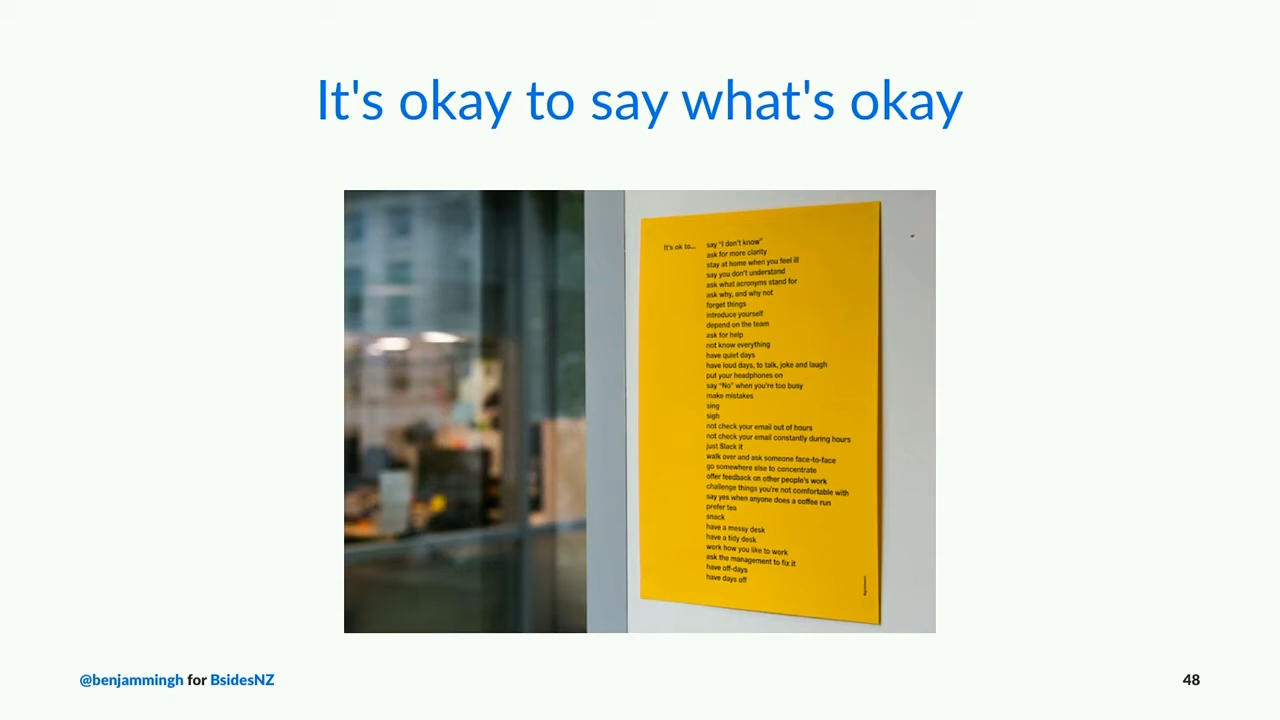 It's okay to say what's okay
It's ok to...
say "I don't know"
ask for more clarity
stay at home when you feel ill
say you don't understand
ask what acronyms stand for
ask why, and why not
forget things
introduce yourself
depend on the team
ask for help
not know everything
have quiet days
have loud days, to talk, joke and laugh
put your headphones on
say "No" when you're too busy
make mistakes
sing
sigh
not check your email out of hours
not check your email constantly during hours
just Slack it
walk over and ask someone face-to-face
go somewhere else to concentrate
offer feedback on other people's work
challenge things you're not comfortable with
say yes when anyone does a coffee run
prefer tea
snack
have a messy desk
have a tidy desk
work how you like to work
ask the management to fix it
have off-days
have days off
@benjammingh for BsidesNZ
48